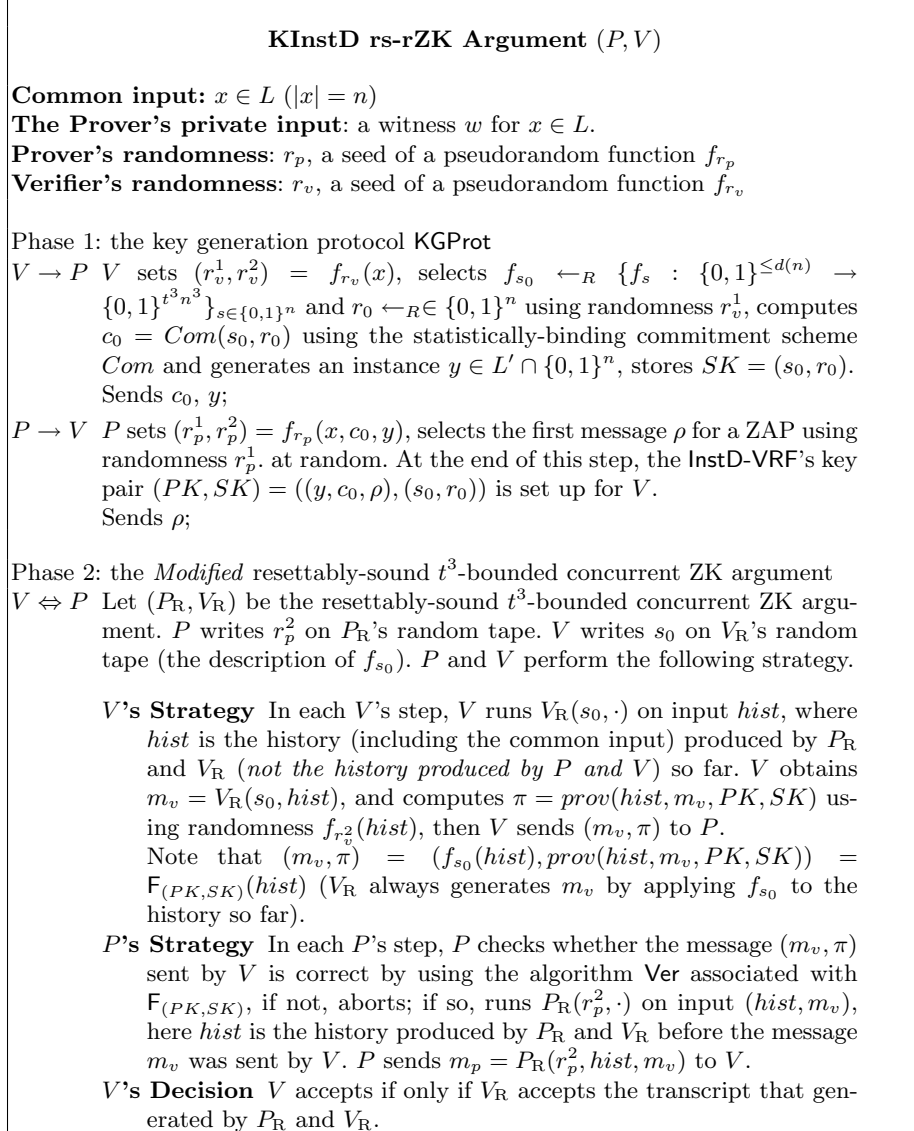 KInstD rs-rZK Argument (P, V)
Common input: x ∈ L (|x| = n)
The Prover's private input: a witness w for x ∈ L.
Prover's randomness: r_p, a seed of a pseudorandom function f_{r_p}
Verifier's randomness: r_v, a seed of a pseudorandom function f_{r_v}
Phase 1: the key generation protocol KGProt
V → P V sets (r_v^1, r_v^2) = f_{r_v}(x), selects f_{s_0} ←_R {f_s : {0, 1}^{≤d(n)} →
{0, 1}^{t^3n^3}}_{s∈{0,1}^n} and r_0 ←_R∈ {0, 1}^n using randomness r_v^1, computes
c_0 = Com(s_0, r_0) using the statistically-binding commitment scheme
Com and generates an instance y ∈ L′ ∩ {0, 1}^n, stores SK = (s_0, r_0).
Sends c_0, y;
P → V P sets (r_p^1, r_p^2) = f_{r_p}(x, c_0, y), selects the first message ρ for a ZAP using
randomness r_p^1. at random. At the end of this step, the InstD-VRF's key
pair (PK, SK) = ((y, c_0, ρ), (s_0, r_0)) is set up for V.
Sends ρ;
Phase 2: the Modified resettably-sound t^3-bounded concurrent ZK argument
V ⇔ P Let (P_R, V_R) be the resettably-sound t^3-bounded concurrent ZK argu-
ment. P writes r_p^2 on P_R's random tape. V writes s_0 on V_R's random
tape (the description of f_{s_0}). P and V perform the following strategy.
V's Strategy In each V's step, V runs V_R(s_0, ·) on input hist, where
hist is the history (including the common input) produced by P_R
and V_R (not the history produced by P and V) so far. V obtains
m_v = V_R(s_0, hist), and computes π = prov(hist, m_v, PK, SK) us-
ing randomness f_{r_v^2}(hist), then V sends (m_v, π) to P.
Note that (m_v, π) = (f_{s_0}(hist), prov(hist, m_v, PK, SK)) =
F_{(PK,SK)}(hist) (V_R always generates m_v by applying f_{s_0} to the
history so far).
P's Strategy In each P's step, P checks whether the message (m_v, π)
sent by V is correct by using the algorithm Ver associated with
F_{(PK,SK)}, if not, aborts; if so, runs P_R(r_p^2, ·) on input (hist, m_v),
here hist is the history produced by P_R and V_R before the message
m_v was sent by V. P sends m_p = P_R(r_p^2, hist, m_v) to V.
V's Decision V accepts if only if V_R accepts the transcript that gen-
erated by P_R and V_R.